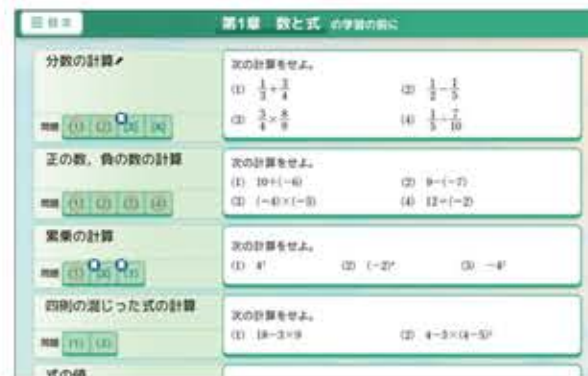 目次
第1章 数と式 の学習の前に
分数の計算
次の計算をせよ。
(1) 1/3+3/4
(2) 1/2-1/5
(3) 3/4×8/9
(4) 1/5÷7/10
問題 (1) (2) (3) (4)
正の数，負の数の計算
次の計算をせよ。
(1) 10+(-6)
(2) 9-(-7)
(3) (-4)×(-5)
(4) 12÷(-2)
問題 (1) (2) (3) (4)
累乗の計算
次の計算をせよ。
(1)
(2)
(3)
問題 (1) (2) (3)
四則の混じった式の計算
次の計算をせよ。
(1) 18-3×9
(2) 4-3×(4-5)
問題 (1) (2)
式の値